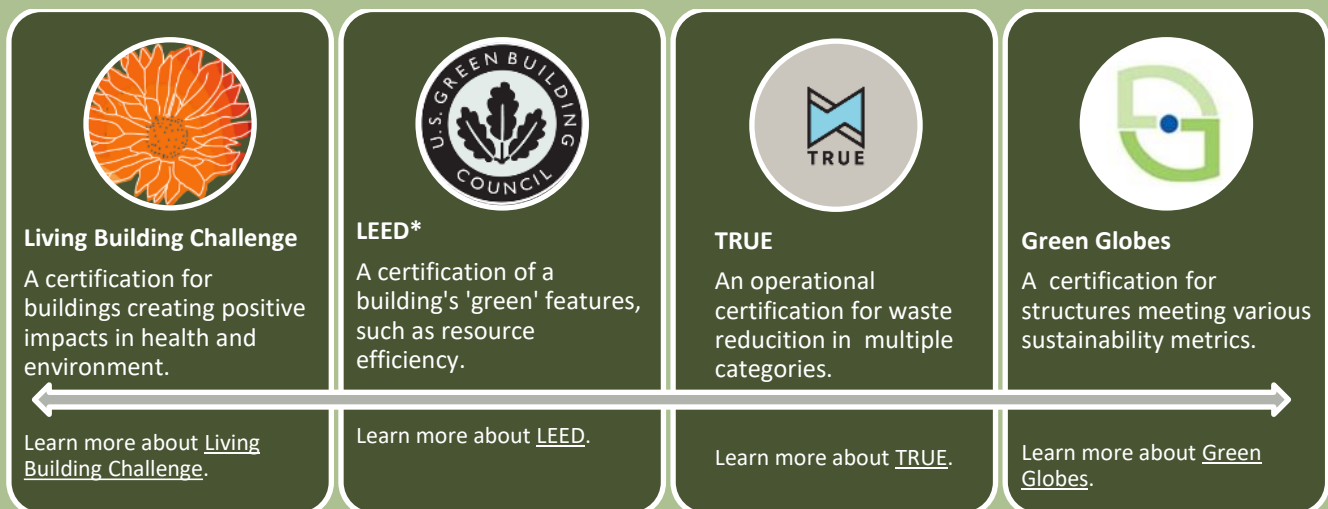 Living Building Challenge
A certification for
buildings creating positive
impacts in health and
environment.
Learn more about Living
Building Challenge.
U.S. GREEN BUILDING
COUNCIL
LEED*
A certification of a
building's 'green' features,
such as resource
efficiency.
Learn more about LEED.
TRUE
TRUE
An operational
certification for waste
reducition in  multiple
categories.
Learn more about TRUE.
Green Globes
A  certification for
structures meeting various
sustainability metrics.
Learn more about Green
Globes.